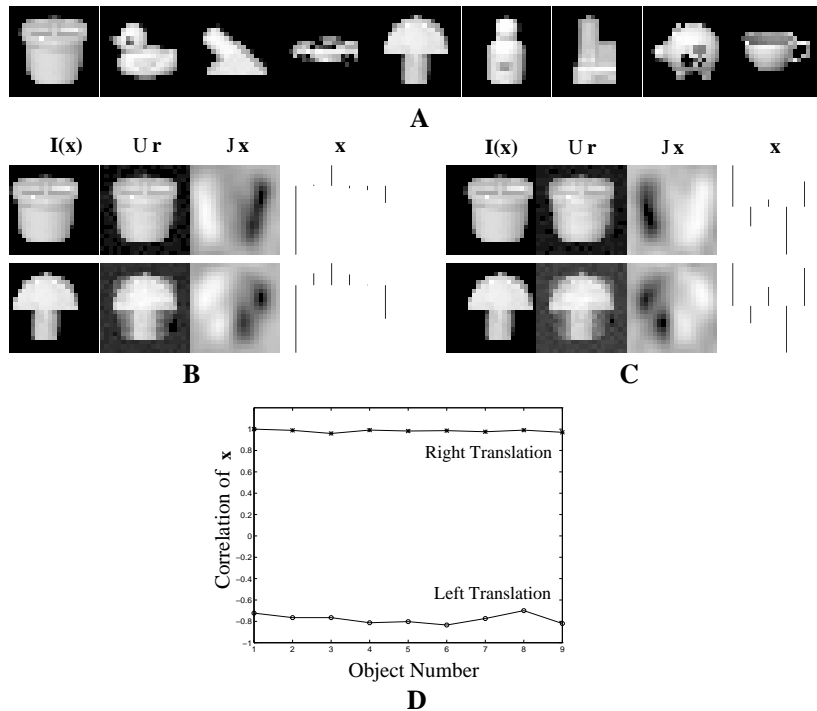 A
I(x) U r J x x
I(x) U r J x x
B
C
1
0.8
0.6
0.4
0.2
0
−0.2
−0.4
−0.6
−0.8
−1
Correlation of x
Right Translation
Left Translation
1 2 3 4 5 6 7 8 9
Object Number
D